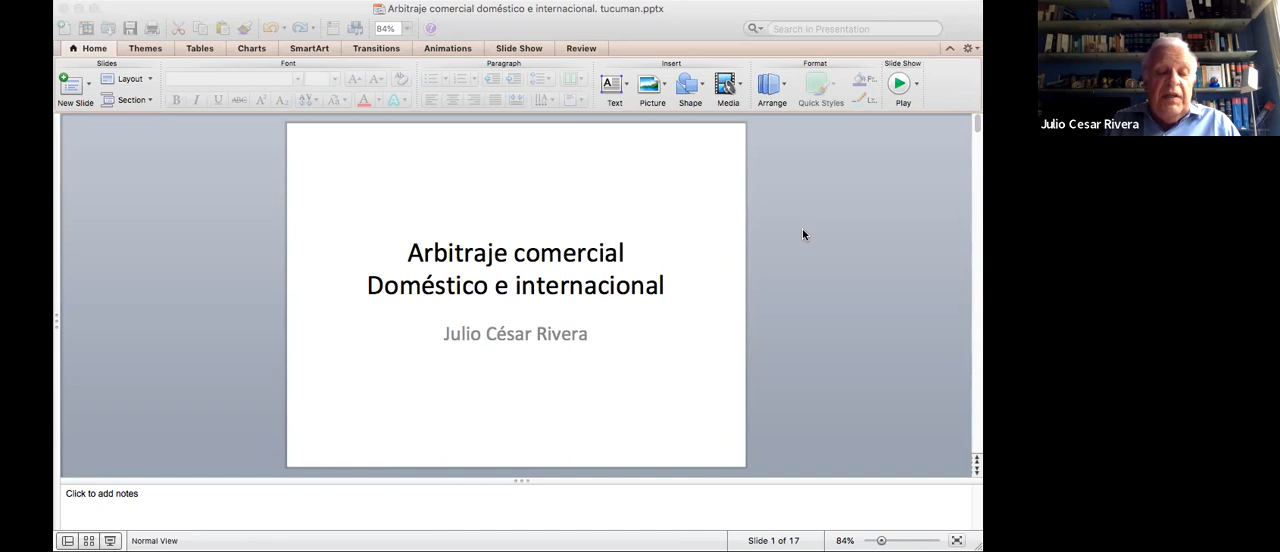 Arbitraje comercial doméstico e internacional. tucuman.pptx
84%
Search in Presentation
Home Themes Tables Charts SmartArt Transitions Animations Slide Show Review
Slides Font Paragraph Insert Format Slide Show
New Slide
Layout
Section
B I U ABC A² A₂
Text Picture Shape Media Arrange Quick Styles Play
Julio Cesar Rivera
Arbitraje comercial
Doméstico e internacional
Julio César Rivera
Click to add notes
Normal View Slide 1 of 17 84%